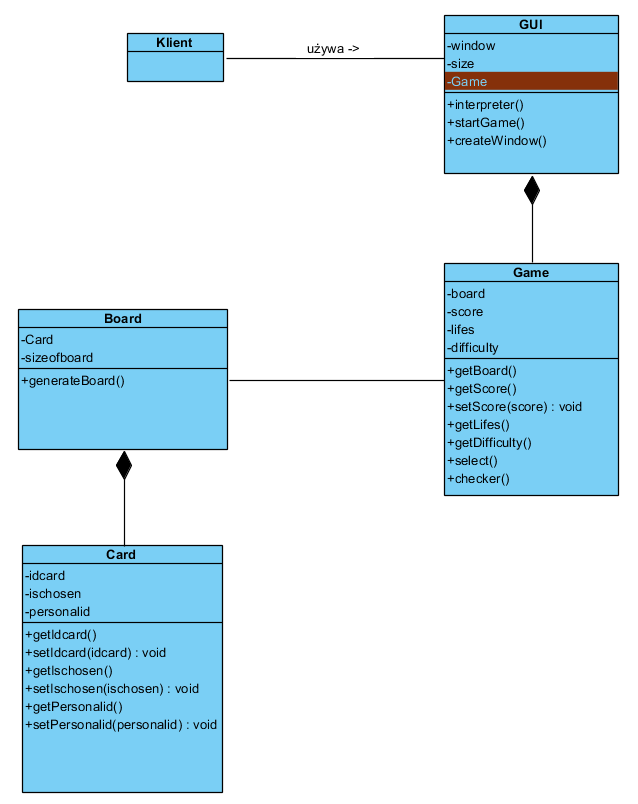 Klient
używa ->
GUI
-window
-size
-Game
+interpreter()
+startGame()
+createWindow()
Game
-board
-score
-lifes
-difficulty
+getBoard()
+getScore()
+setScore(score) : void
+getLifes()
+getDifficulty()
+select()
+checker()
Board
-Card
-sizeofboard
+generateBoard()
Card
-idcard
-ischosen
-personalid
+getIdcard()
+setIdcard(idcard) : void
+getIschosen()
+setIschosen(ischosen) : void
+getPersonalid()
+setPersonalid(personalid) : void